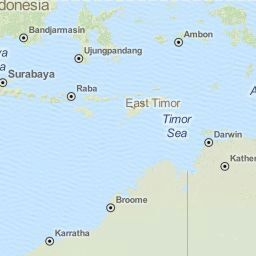 donesia
Bandjarmasin
Ambon
Ujungpandang
Surabaya
Raba
East Timor
Timor
Sea
Darwin
Kather
Broome
Karratha